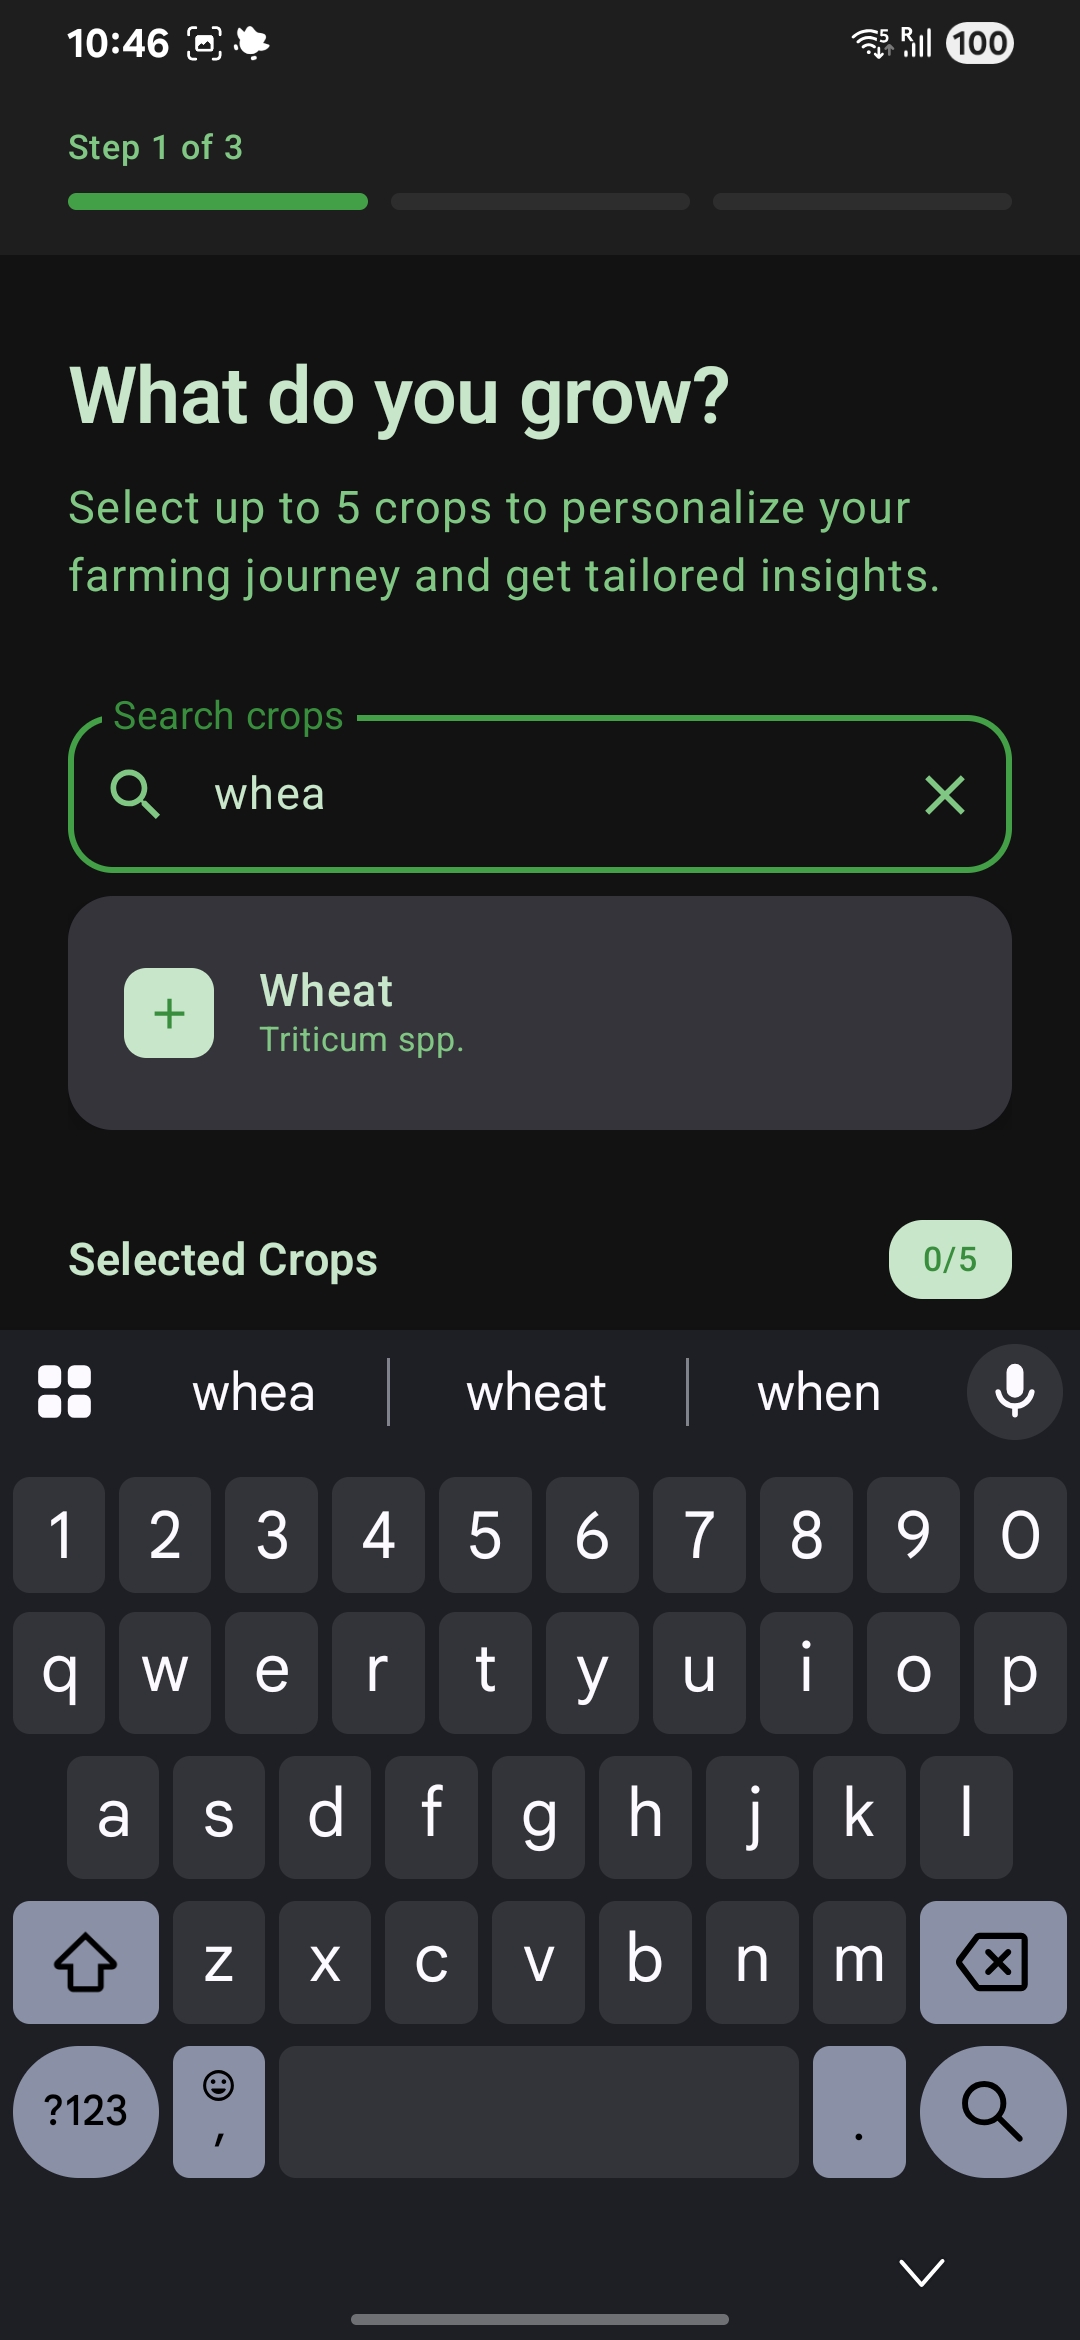 10:46
5 R 100
Step 1 of 3
What do you grow?
Select up to 5 crops to personalize your
farming journey and get tailored insights.
Search crops
whea
Wheat
Triticum spp.
Selected Crops
0/5
whea wheat when
1 2 3 4 5 6 7 8 9 0
q w e r t y u i o p
a s d f g h j k l
z x c v b n m
?123 , .